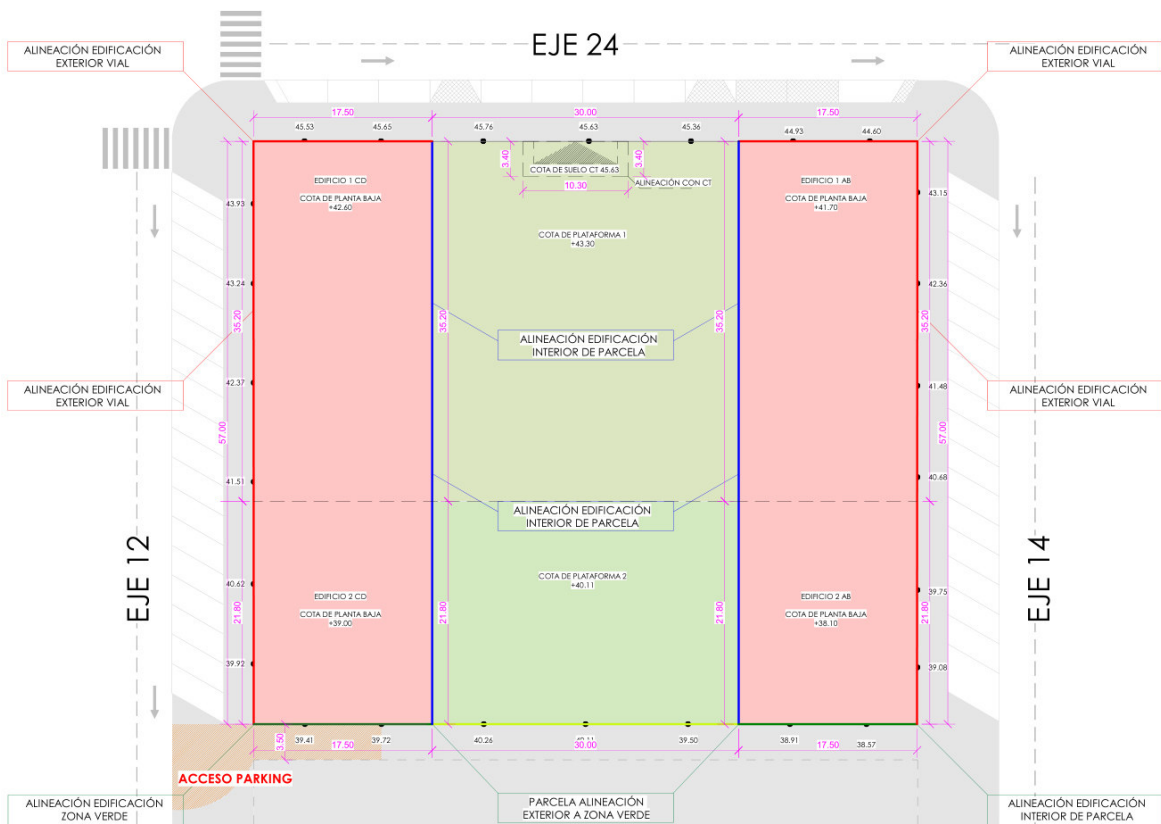 EJE 24
ALINEACIÓN EDIFICACIÓN
EXTERIOR VIAL
ALINEACIÓN EDIFICACIÓN
EXTERIOR VIAL
17.50
30.00
17.50
45.53
45.65
45.76
45.63
45.36
44.93
44.60
3.40
COTA DE SUELO CT 45.63
3.40
10.30
ALINEACIÓN CON CT
EDIFICIO 1 CD
COTA DE PLANTA BAJA
+42.60
EDIFICIO 1 AB
COTA DE PLANTA BAJA
+41.70
43.93
43.15
COTA DE PLATAFORMA 1
+43.30
43.24
42.36
35.20
35.20
35.20
35.20
ALINEACIÓN EDIFICACIÓN
INTERIOR DE PARCELA
ALINEACIÓN EDIFICACIÓN
EXTERIOR VIAL
42.37
41.48
ALINEACIÓN EDIFICACIÓN
EXTERIOR VIAL
57.00
57.00
41.51
40.68
ALINEACIÓN EDIFICACIÓN
INTERIOR DE PARCELA
EJE 12
EJE 14
COTA DE PLATAFORMA 2
+40.11
40.62
39.75
EDIFICIO 2 CD
COTA DE PLANTA BAJA
+39.00
EDIFICIO 2 AB
COTA DE PLANTA BAJA
+38.10
21.80
21.80
21.80
21.80
39.92
39.08
3.50
39.41
39.72
40.26
40.11
39.50
38.91
38.57
17.50
30.00
17.50
ACCESO PARKING
ALINEACIÓN EDIFICACIÓN
ZONA VERDE
PARCELA ALINEACIÓN
EXTERIOR A ZONA VERDE
ALINEACIÓN EDIFICACIÓN
INTERIOR DE PARCELA